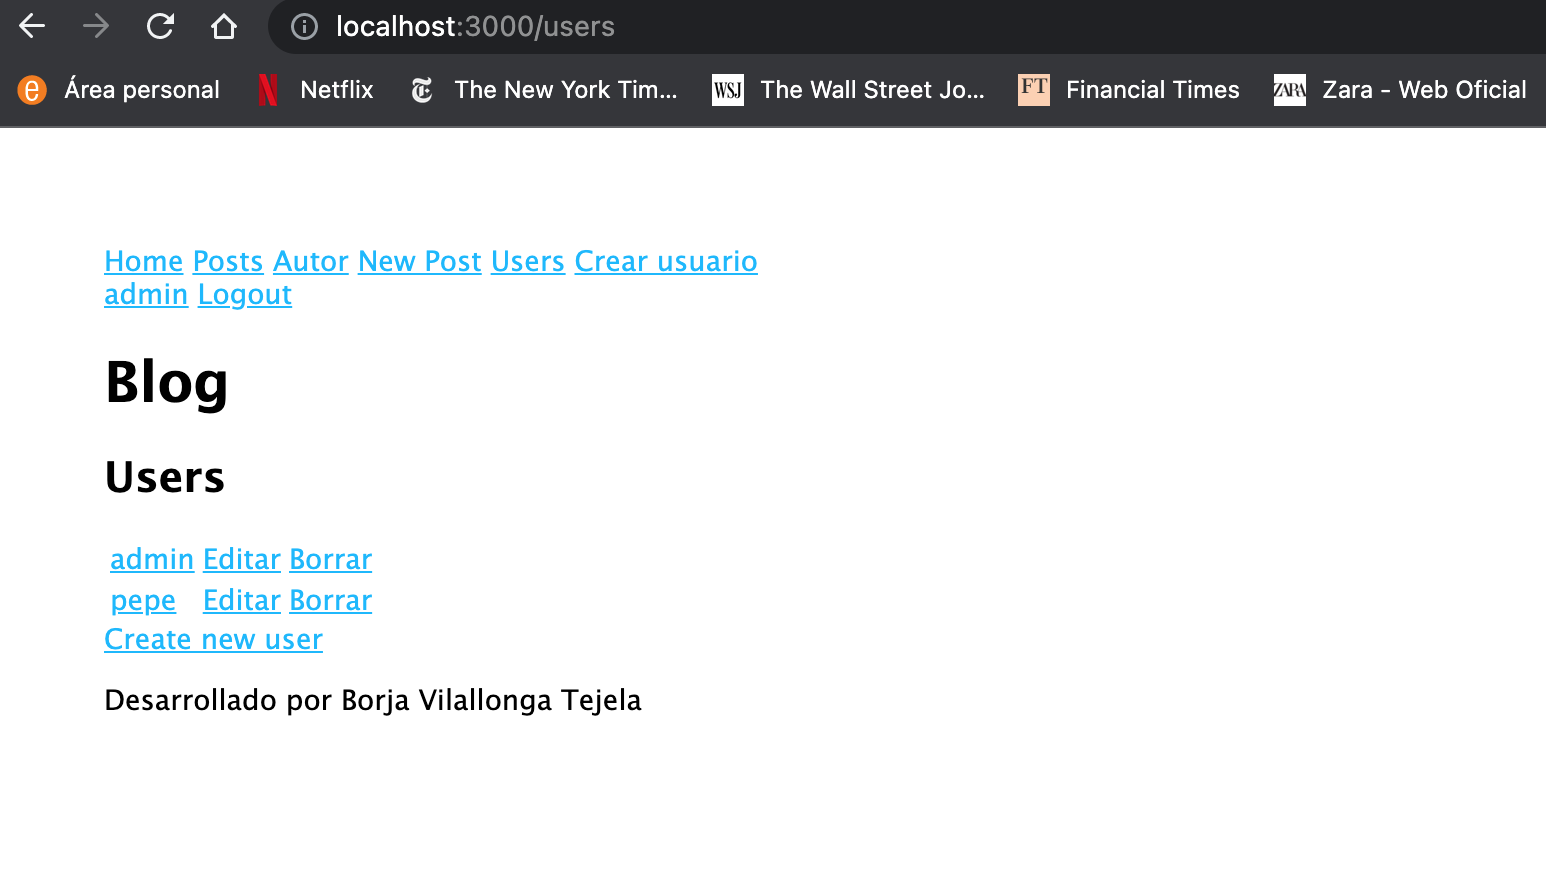 localhost:3000/users
e Área personal Netflix The New York Tim... WSJ The Wall Street Jo... FT Financial Times ZARA Zara - Web Oficial
Home Posts Autor New Post Users Crear usuario
admin Logout
Blog
Users
admin Editar Borrar
pepe Editar Borrar
Create new user
Desarrollado por Borja Vilallonga Tejela